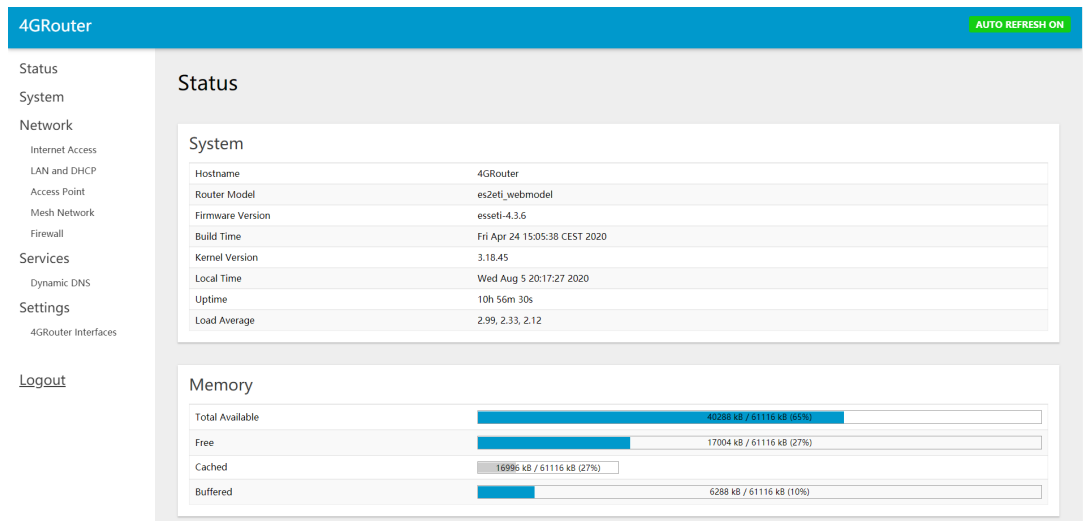 4GRouter
AUTO REFRESH ON
Status
System
Network
Internet Access
LAN and DHCP
Access Point
Mesh Network
Firewall
Services
Dynamic DNS
Settings
4GRouter Interfaces
Logout
Status
System
Hostname 4GRouter
Router Model es2eti_webmodel
Firmware Version esseti-4.3.6
Build Time Fri Apr 24 15:05:38 CEST 2020
Kernel Version 3.18.45
Local Time Wed Aug 5 20:17:27 2020
Uptime 10h 56m 30s
Load Average 2.99, 2.33, 2.12
Memory
Total Available 40288 kB / 61116 kB (65%)
Free 17004 kB / 61116 kB (27%)
Cached 16996 kB / 61116 kB (27%)
Buffered 6288 kB / 61116 kB (10%)